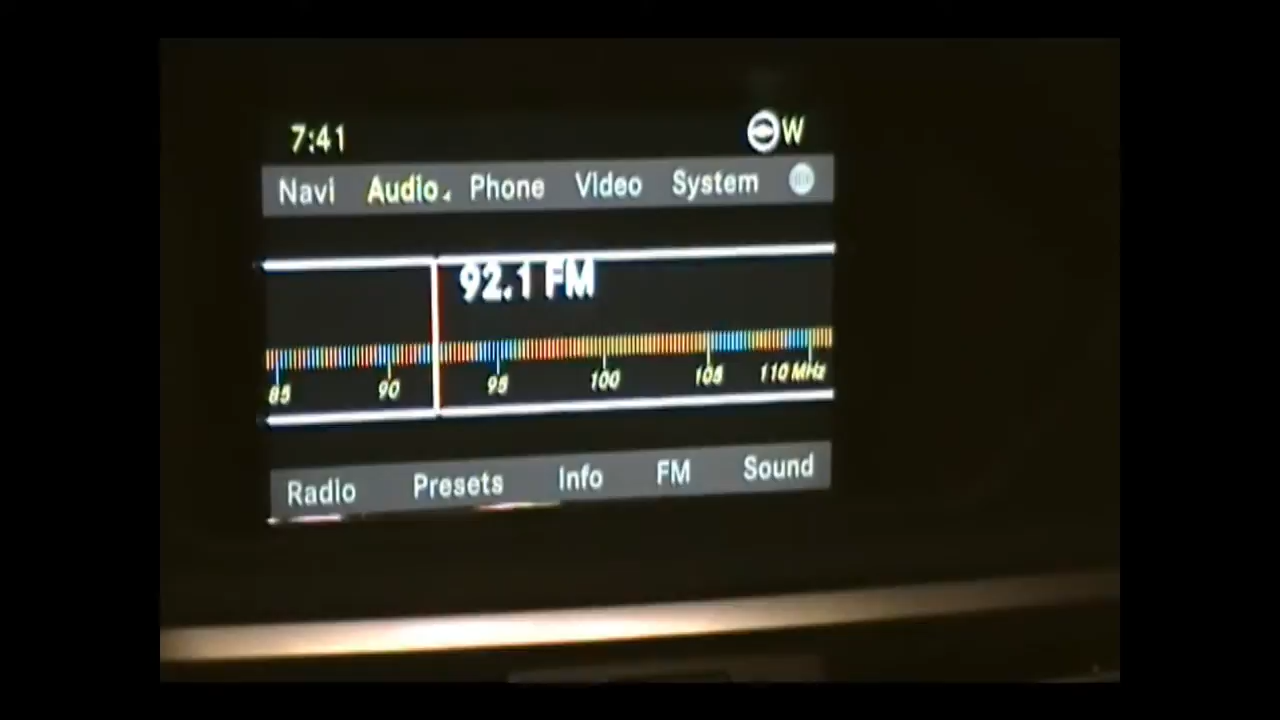 7:41 W
Navi Audio Phone Video System
92.1 FM
85 90 95 100 105 110 MHz
Radio Presets Info FM Sound